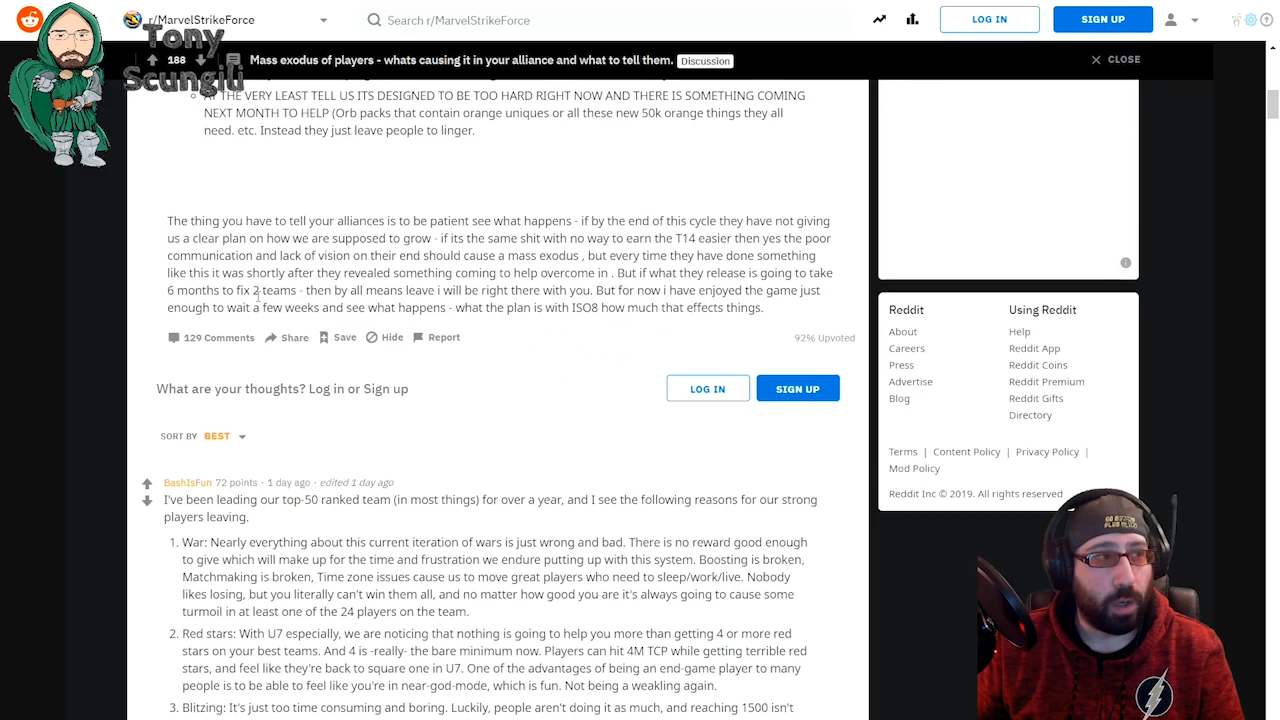 r/MarvelStrikeForce
Search r/MarvelStrikeForce
LOG IN
SIGN UP
Tony
Scungili
188
Mass exodus of players - whats causing it in your alliance and what to tell them.
Discussion
CLOSE
AT THE VERY LEAST TELL US ITS DESIGNED TO BE TOO HARD RIGHT NOW AND THERE IS SOMETHING COMING
NEXT MONTH TO HELP (Orb packs that contain orange uniques or all these new 50k orange things they all
need. etc. Instead they just leave people to linger.
The thing you have to tell your alliances is to be patient see what happens - if by the end of this cycle they have not giving
us a clear plan on how we are supposed to grow - if its the same shit with no way to earn the T14 easier then yes the poor
communication and lack of vision on their end should cause a mass exodus , but every time they have done something
like this it was shortly after they revealed something coming to help overcome in . But if what they release is going to take
6 months to fix 2 teams - then by all means leave i will be right there with you. But for now i have enjoyed the game just
enough to wait a few weeks and see what happens - what the plan is with ISO8 how much that effects things.
129 Comments
Share
Save
Hide
Report
92% Upvoted
What are your thoughts? Log in or Sign up
LOG IN
SIGN UP
SORT BY BEST
BashIsFun 72 points · 1 day ago · edited 1 day ago
I've been leading our top-50 ranked team (in most things) for over a year, and I see the following reasons for our strong
players leaving.
1. War: Nearly everything about this current iteration of wars is just wrong and bad. There is no reward good enough
to give which will make up for the time and frustration we endure putting up with this system. Boosting is broken,
Matchmaking is broken, Time zone issues cause us to move great players who need to sleep/work/live. Nobody
likes losing, but you literally can't win them all, and no matter how good you are it's always going to cause some
turmoil in at least one of the 24 players on the team.
2. Red stars: With U7 especially, we are noticing that nothing is going to help you more than getting 4 or more red
stars on your best teams. And 4 is -really- the bare minimum now. Players can hit 4M TCP while getting terrible red
stars, and feel like they're back to square one in U7. One of the advantages of being an end-game player to many
people is to be able to feel like you're in near-god-mode, which is fun. Not being a weakling again.
3. Blitzing: It's just too time consuming and boring. Luckily, people aren't doing it as much, and reaching 1500 isn't
Reddit
Using Reddit
About
Help
Careers
Reddit App
Press
Reddit Coins
Advertise
Reddit Premium
Blog
Reddit Gifts
Directory
Terms | Content Policy | Privacy Policy |
Mod Policy
Reddit Inc © 2019. All rights reserved